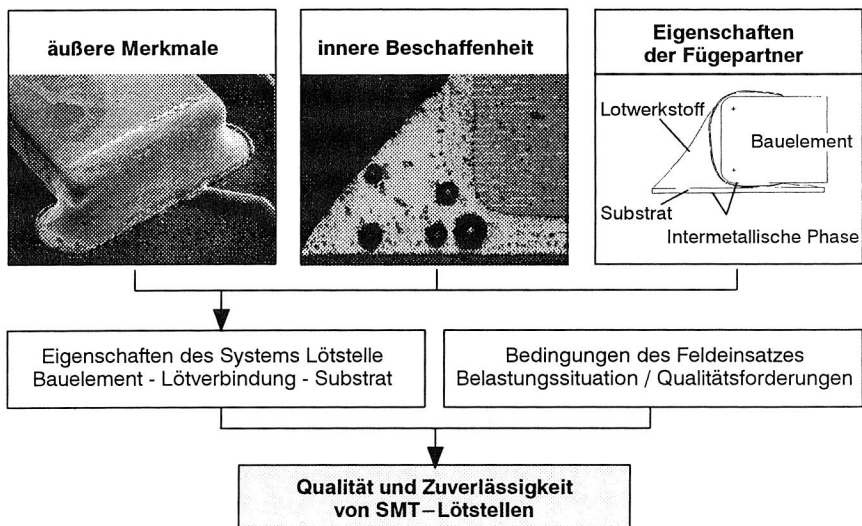 äußere Merkmale
innere Beschaffenheit
Eigenschaften
der Fügepartner
Lotwerkstoff
Bauelement
Substrat
Intermetallische Phase
Eigenschaften des Systems Lötstelle
Bauelement - Lötverbindung - Substrat
Bedingungen des Feldeinsatzes
Belastungssituation / Qualitätsforderungen
Qualität und Zuverlässigkeit
von SMT–Lötstellen